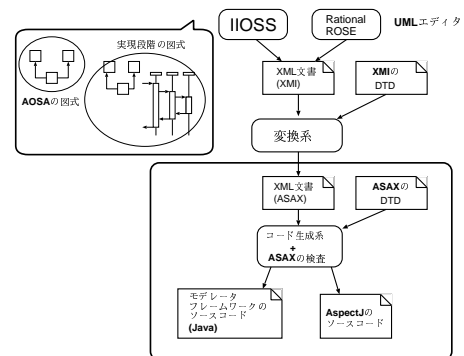 実現段階の図式
AOSAの図式
IIOSS
Rational
ROSE
UMLエディタ
XML文書
(XMI)
XMIの
DTD
変換系
XML文書
(ASAX)
ASAXの
DTD
コード生成系
+
ASAXの検査
モデレータ
フレームワークの
ソースコード
(Java)
AspectJの
ソースコード